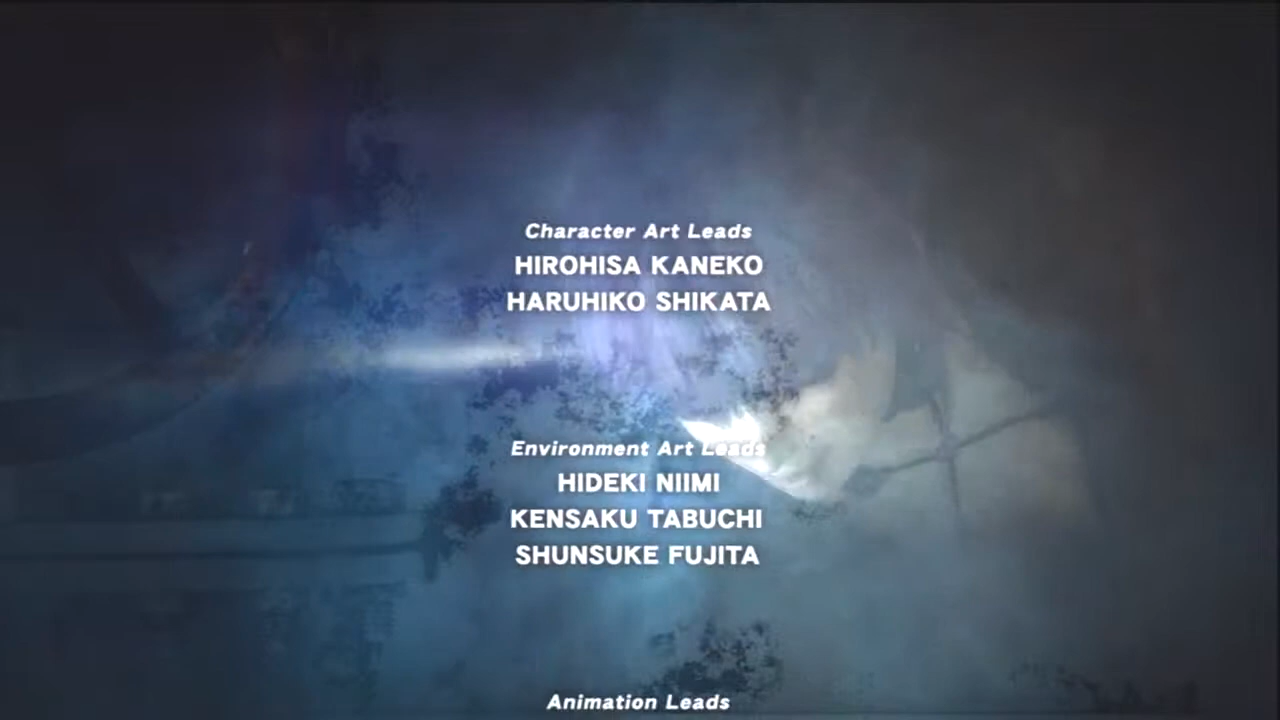 Character Art Leads
HIROHISA KANEKO
HARUHIKO SHIKATA
Environment Art Leads
HIDEKI NIIMI
KENSAKU TABUCHI
SHUNSUKE FUJITA
Animation Leads